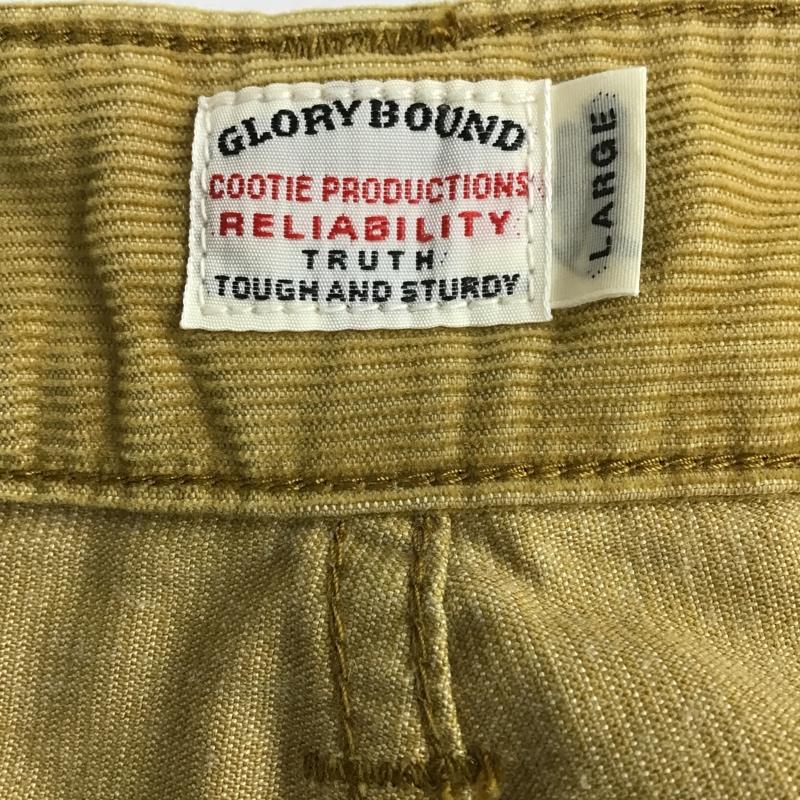 GLORY BOUND
COOTIE PRODUCTIONS
RELIABILITY
TRUTH
TOUGH AND STURDY
LARGE